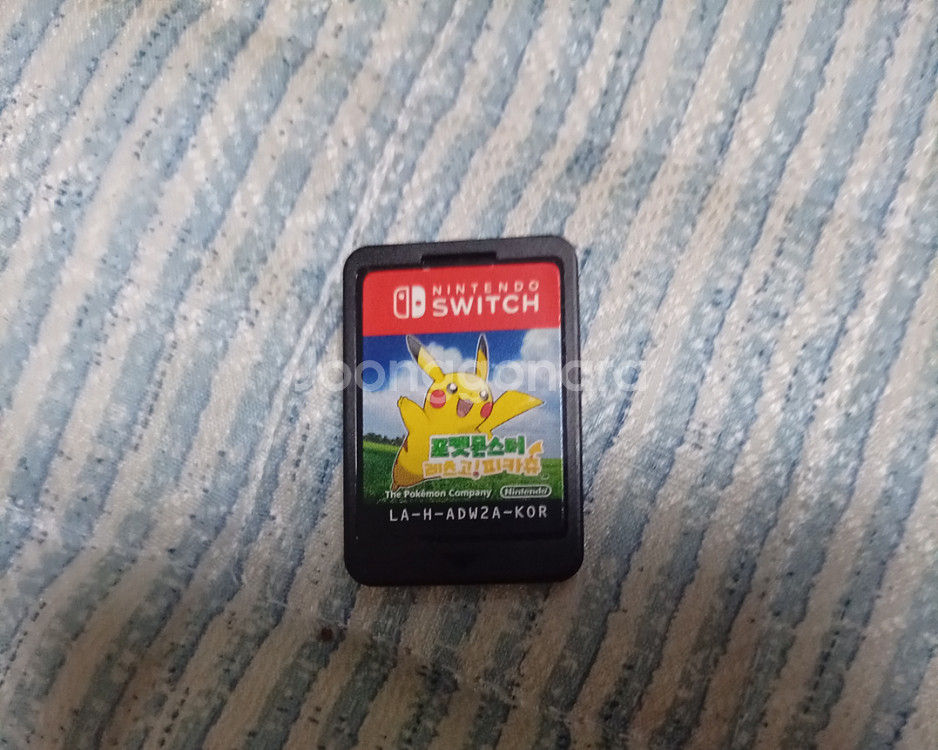 NINTENDO
SWITCH
joonggonara
포켓몬스터
레츠고!피카츄
The Pokémon Company Nintendo
LA-H-ADW2A-KOR